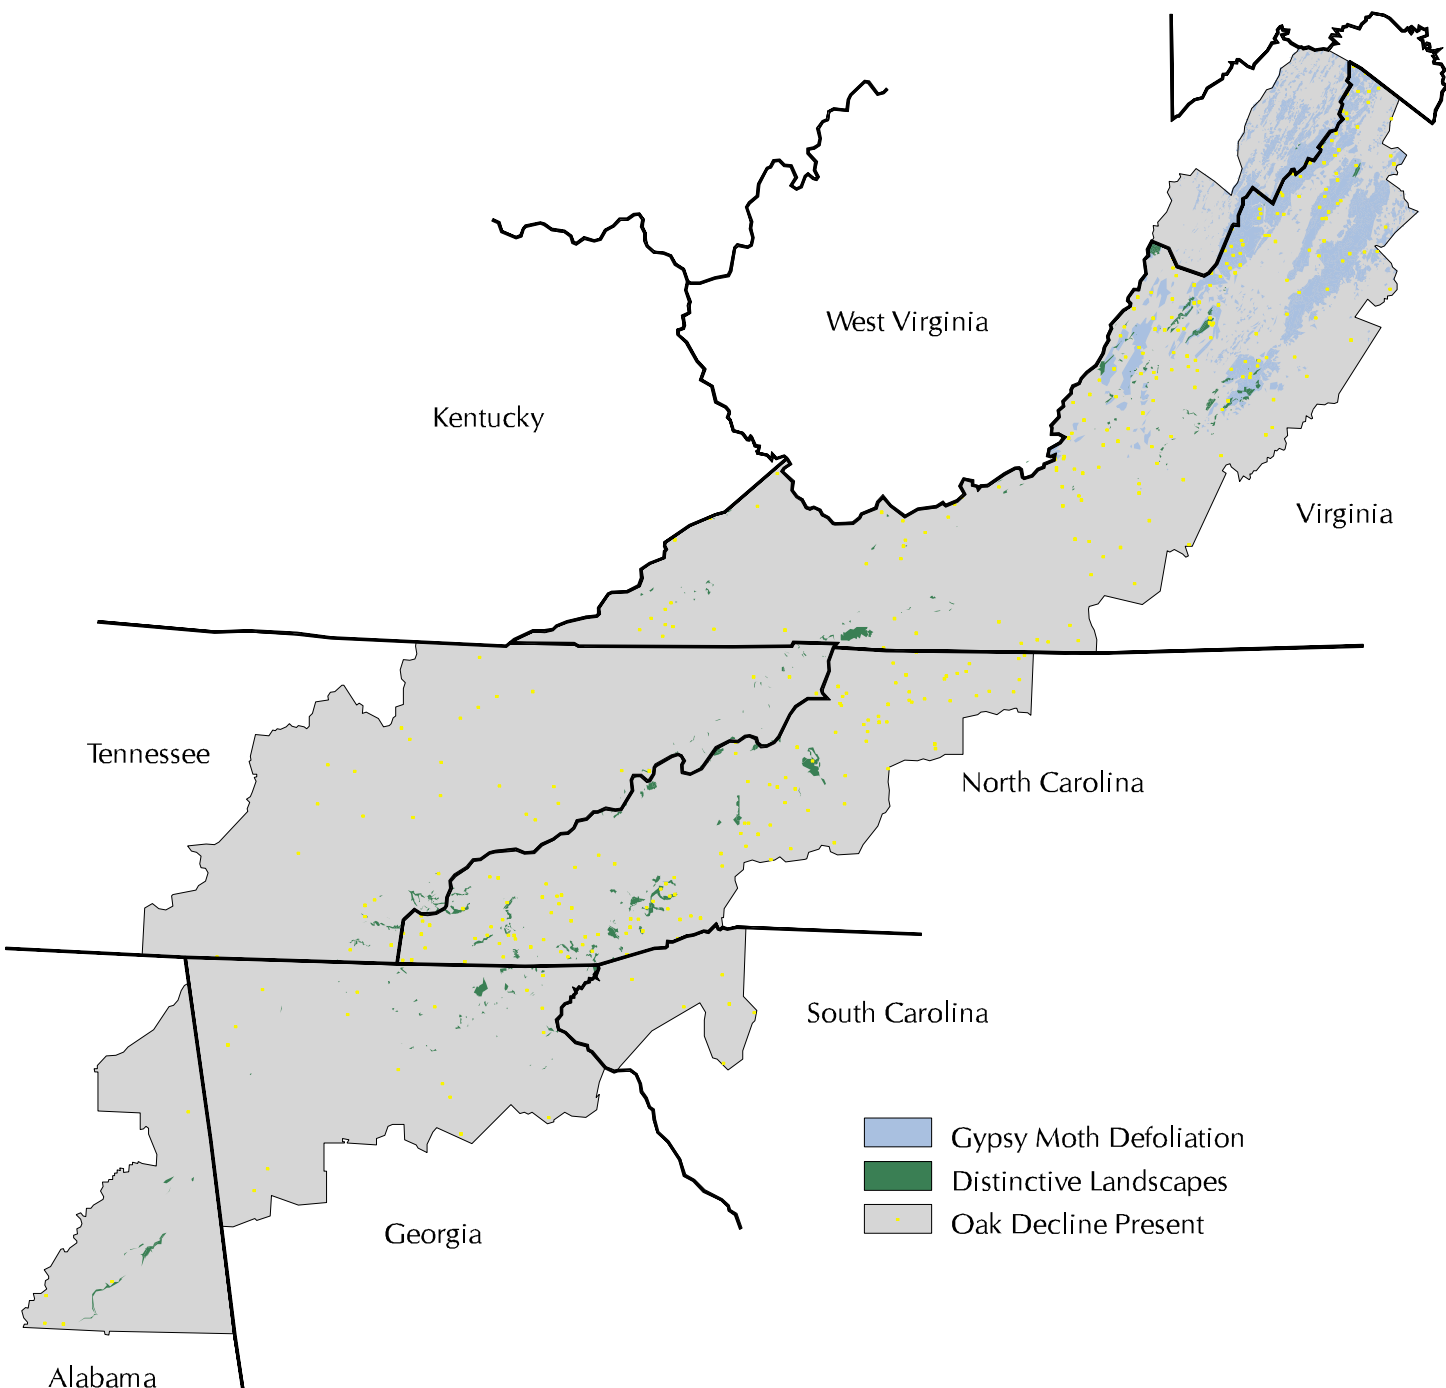 West Virginia
Kentucky
Virginia
Tennessee
North Carolina
South Carolina
Gypsy Moth Defoliation
Distinctive Landscapes
Oak Decline Present
Georgia
Alabama